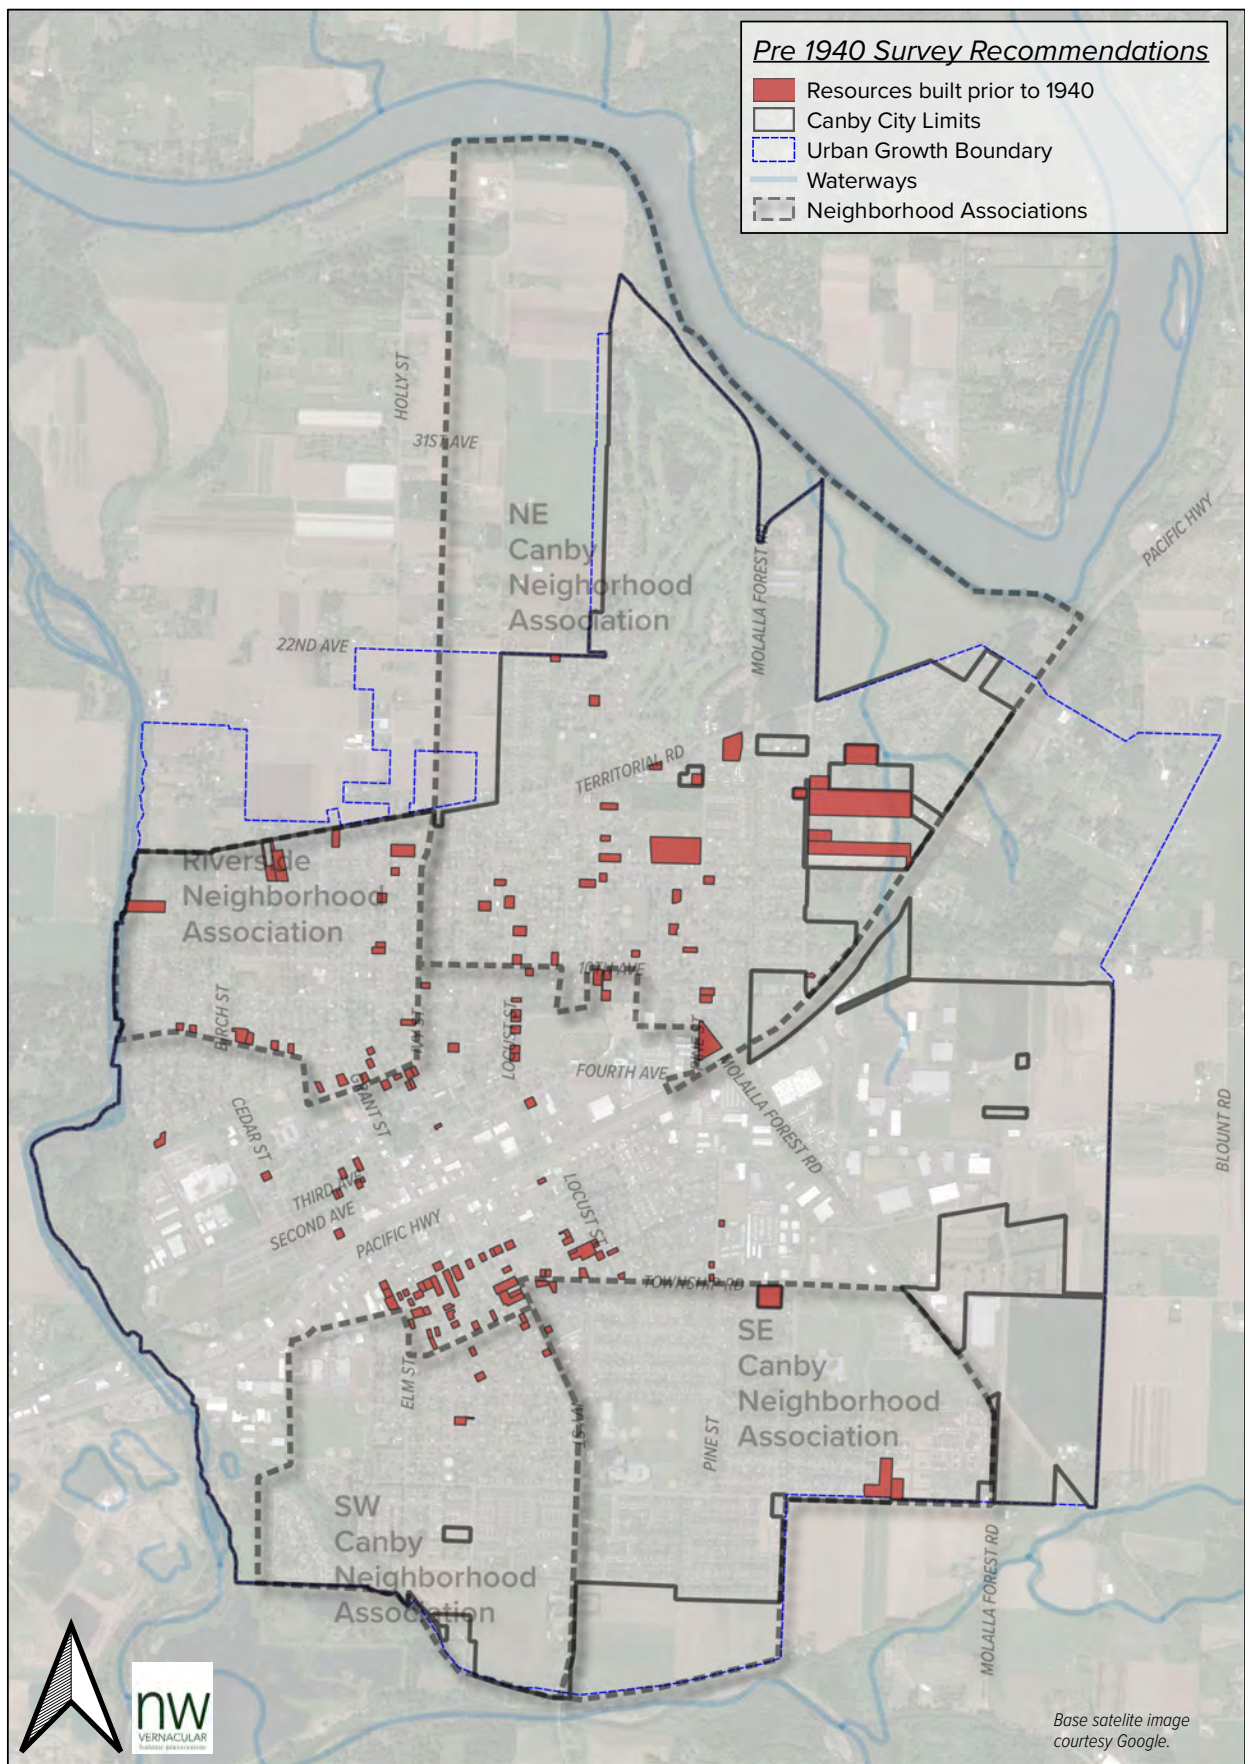 Pre 1940 Survey Recommendations
Resources built prior to 1940
Canby City Limits
Urban Growth Boundary
Waterways
Neighborhood Associations
HOLLY ST
31ST AVE
PACIFIC HWY
NE
Canby
Neighorhood
Association
MOLALLA FOREST
22ND AVE
TERRITORIAL RD
Riverside
Neighborhood
Association
10TH AVE
BIRCH ST
IVY ST
LOCUST ST
PINE ST
FOURTH AVE
GRANT ST
MOLALLA FOREST RD
CEDAR ST
BLOUNT RD
THIRD AVE
SECOND AVE
LOCUST ST
PACIFIC HWY
TOWNSHIP RD
SE
Canby
Neighborhood
Association
ELM ST
IVY ST
PINE ST
SW
Canby
Neighborhood
Association
MOLALLA FOREST RD
nw
VERNACULAR
Base satelite image
courtesy Google.